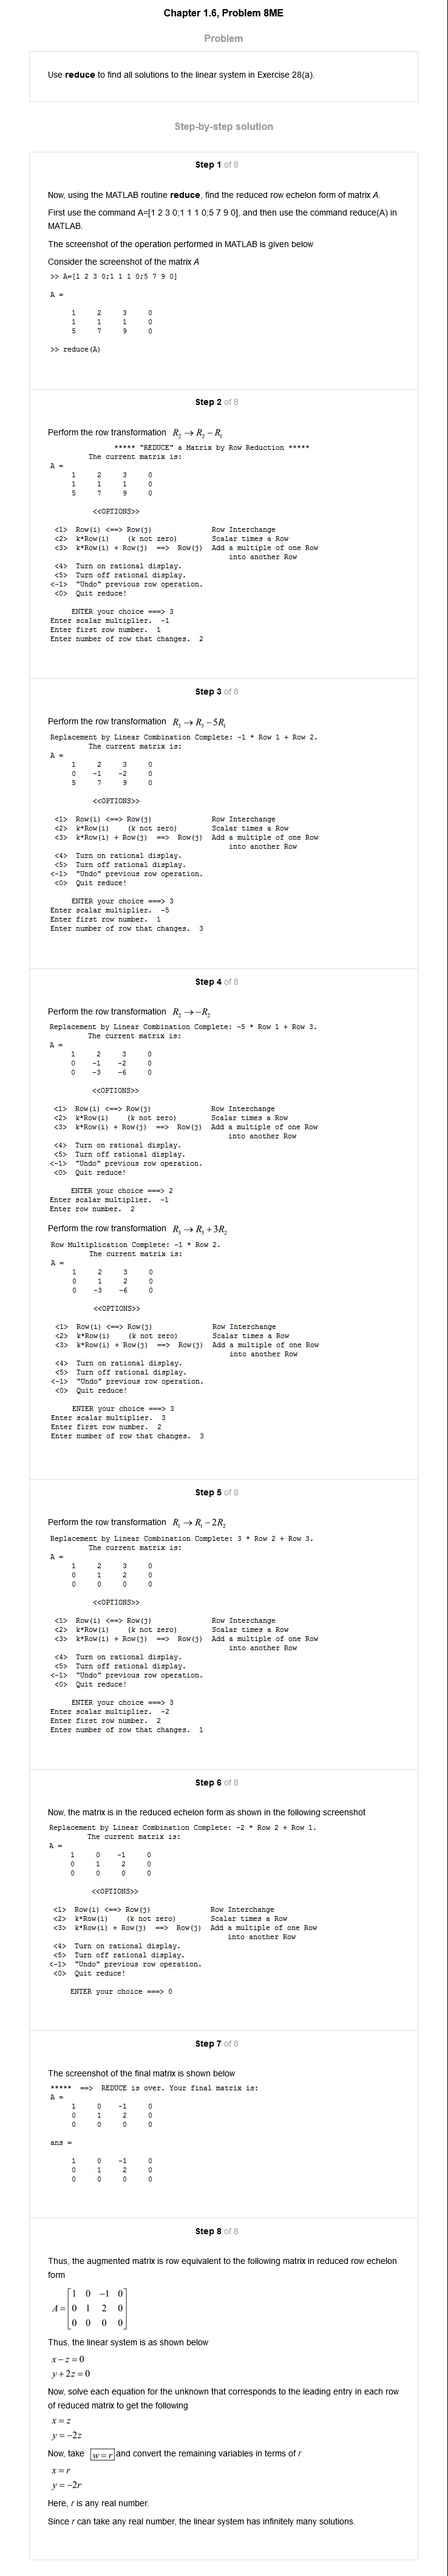 Chapter 1.6, Problem 8ME
Problem
Use reduce to find all solutions to the linear system in Exercise 28(a).
Step-by-step solution
Step 1 of 8
Now, using the MATLAB routine reduce, find the reduced row echelon form of matrix A.
First use the command A=[1 2 3 0;1 1 1 0;5 7 9 0], and then use the command reduce(A) in
MATLAB.
The screenshot of the operation performed in MATLAB is given below
Consider the screenshot of the matrix A
>> A=[1 2 3 0;1 1 1 0;5 7 9 0]
A =
1 2 3 0
1 1 1 0
5 7 9 0
>> reduce(A)
Step 2 of 8
Perform the row transformation R₂ → R₂ − R₁
***** "REDUCE" a Matrix by Row Reduction *****
The current matrix is:
A =
1 2 3 0
1 1 1 0
5 7 9 0
<<OPTIONS>>
<1> Row(i) <==> Row(j) Row Interchange
<2> k*Row(i) (k not zero) Scalar times a Row
<3> k*Row(i) + Row(j) ==> Row(j) Add a multiple of one Row
into another Row
<4> Turn on rational display.
<5> Turn off rational display.
<-1> "Undo" previous row operation.
<0> Quit reduce!
ENTER your choice ===> 3
Enter scalar multiplier. -1
Enter first row number. 1
Enter number of row that changes. 2
Step 3 of 8
Perform the row transformation R₃ → R₃ − 5R₁
Replacement by Linear Combination Complete: -1 * Row 1 + Row 2.
The current matrix is:
A =
1 2 3 0
0 -1 -2 0
5 7 9 0
<<OPTIONS>>
<1> Row(i) <==> Row(j) Row Interchange
<2> k*Row(i) (k not zero) Scalar times a Row
<3> k*Row(i) + Row(j) ==> Row(j) Add a multiple of one Row
into another Row
<4> Turn on rational display.
<5> Turn off rational display.
<-1> "Undo" previous row operation.
<0> Quit reduce!
ENTER your choice ===> 3
Enter scalar multiplier. -5
Enter first row number. 1
Enter number of row that changes. 3
Step 4 of 8
Perform the row transformation R₂ → −R₂
Replacement by Linear Combination Complete: -5 * Row 1 + Row 3.
The current matrix is:
A =
1 2 3 0
0 -1 -2 0
0 -3 -6 0
<<OPTIONS>>
<1> Row(i) <==> Row(j) Row Interchange
<2> k*Row(i) (k not zero) Scalar times a Row
<3> k*Row(i) + Row(j) ==> Row(j) Add a multiple of one Row
into another Row
<4> Turn on rational display.
<5> Turn off rational display.
<-1> "Undo" previous row operation.
<0> Quit reduce!
ENTER your choice ===> 2
Enter scalar multiplier. -1
Enter row number. 2
Perform the row transformation R₃ → R₃ + 3R₂
Row Multiplication Complete: -1 * Row 2.
The current matrix is:
A =
1 2 3 0
0 1 2 0
0 -3 -6 0
<<OPTIONS>>
<1> Row(i) <==> Row(j) Row Interchange
<2> k*Row(i) (k not zero) Scalar times a Row
<3> k*Row(i) + Row(j) ==> Row(j) Add a multiple of one Row
into another Row
<4> Turn on rational display.
<5> Turn off rational display.
<-1> "Undo" previous row operation.
<0> Quit reduce!
ENTER your choice ===> 3
Enter scalar multiplier. 3
Enter first row number. 2
Enter number of row that changes. 3
Step 5 of 8
Perform the row transformation R₁ → R₁ − 2R₂
Replacement by Linear Combination Complete: 3 * Row 2 + Row 3.
The current matrix is:
A =
1 2 3 0
0 1 2 0
0 0 0 0
<<OPTIONS>>
<1> Row(i) <==> Row(j) Row Interchange
<2> k*Row(i) (k not zero) Scalar times a Row
<3> k*Row(i) + Row(j) ==> Row(j) Add a multiple of one Row
into another Row
<4> Turn on rational display.
<5> Turn off rational display.
<-1> "Undo" previous row operation.
<0> Quit reduce!
ENTER your choice ===> 3
Enter scalar multiplier. -2
Enter first row number. 2
Enter number of row that changes. 1
Step 6 of 8
Now, the matrix is in the reduced echelon form as shown in the following screenshot
Replacement by Linear Combination Complete: -2 * Row 2 + Row 1.
The current matrix is:
A =
1 0 -1 0
0 1 2 0
0 0 0 0
<<OPTIONS>>
<1> Row(i) <==> Row(j) Row Interchange
<2> k*Row(i) (k not zero) Scalar times a Row
<3> k*Row(i) + Row(j) ==> Row(j) Add a multiple of one Row
into another Row
<4> Turn on rational display.
<5> Turn off rational display.
<-1> "Undo" previous row operation.
<0> Quit reduce!
ENTER your choice ===> 0
Step 7 of 8
The screenshot of the final matrix is shown below
***** ==> REDUCE is over. Your final matrix is:
A =
1 0 -1 0
0 1 2 0
0 0 0 0
ans =
1 0 -1 0
0 1 2 0
0 0 0 0
Step 8 of 8
Thus, the augmented matrix is row equivalent to the following matrix in reduced row echelon
form
1 0 −1 0
A = 0 1 2 0
0 0 0 0
Thus, the linear system is as shown below
x − z = 0
y + 2z = 0
Now, solve each equation for the unknown that corresponds to the leading entry in each row
of reduced matrix to get the following
x = z
y = −2z
Now, take w = r and convert the remaining variables in terms of r
x = r
y = −2r
Here, r is any real number.
Since r can take any real number, the linear system has infinitely many solutions.